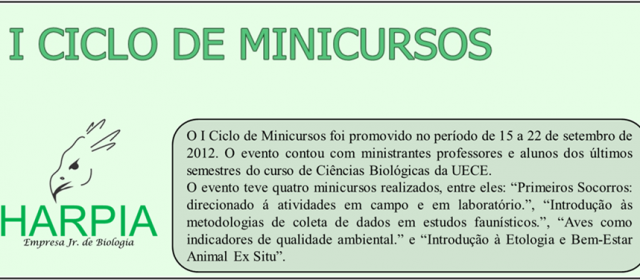 I CICLO DE MINICURSOS
HARPIA
Empresa Jr. de Biologia
O I Ciclo de Minicursos foi promovido no período de 15 a 22 de setembro de
2012. O evento contou com ministrantes professores e alunos dos últimos
semestres do curso de Ciências Biológicas da UECE.
O evento teve quatro minicursos realizados, entre eles: “Primeiros Socorros:
direcionado á atividades em campo e em laboratório.”, “Introdução às
metodologias de coleta de dados em estudos faunísticos.”, “Aves como
indicadores de qualidade ambiental.” e “Introdução à Etologia e Bem-Estar
Animal Ex Situ”.